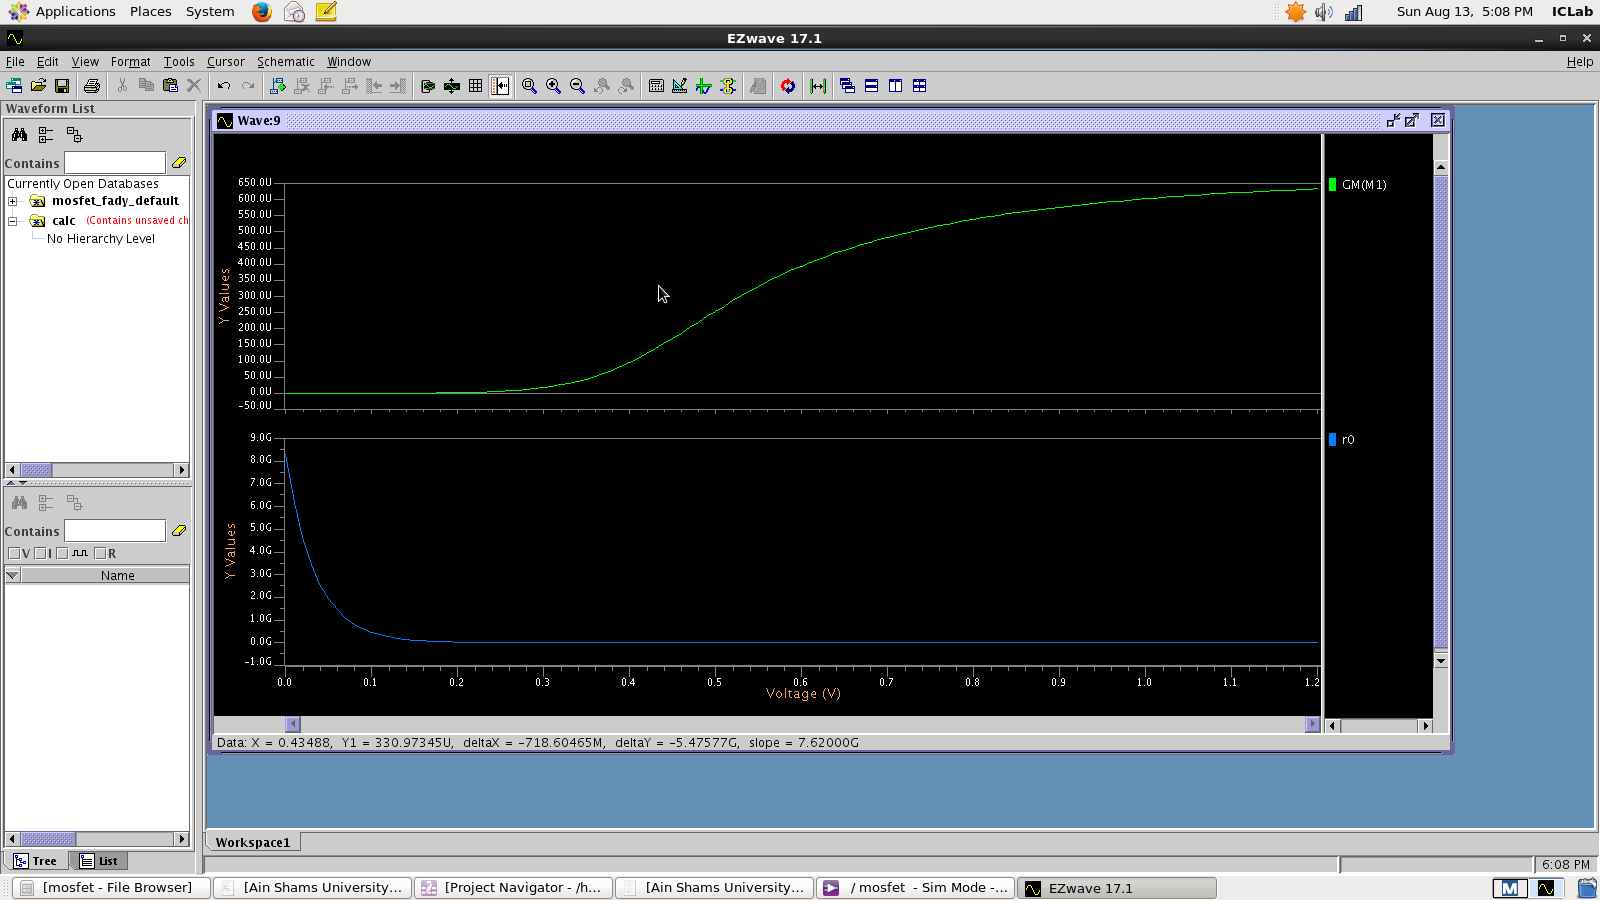 Applications Places System Sun Aug 13, 5:08 PM ICLab
EZwave 17.1
File Edit View Format Tools Cursor Schematic Window Help
Waveform List
Contains
Currently Open Databases
mosfet_fady_default
calc (Contains unsaved ch
No Hierarchy Level
Contains
V I R
Name
Tree List
Wave:9
650.0U
600.0U
550.0U
500.0U
450.0U
400.0U
350.0U
300.0U
250.0U
200.0U
150.0U
100.0U
50.0U
0.0U
-50.0U
Y Values
GM(M1)
9.0G
8.0G
7.0G
6.0G
5.0G
4.0G
3.0G
2.0G
1.0G
0.0G
-1.0G
Y Values
r0
0.0 0.1 0.2 0.3 0.4 0.5 0.6 0.7 0.8 0.9 1.0 1.1 1.2
Voltage (V)
Data: X = 0.43488, Y1 = 330.97345U, deltaX = -718.60465M, deltaY = -5.47577G, slope = 7.62000G
Workspace1
6:08 PM
[mosfet - File Browser] [Ain Shams University... [Project Navigator - /h... [Ain Shams University... / mosfet - Sim Mode -... EZwave 17.1 M